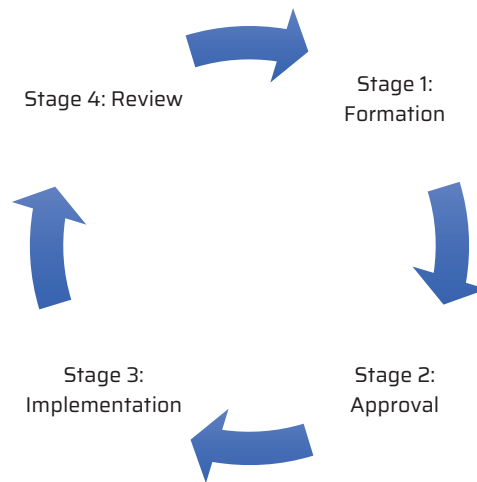 Stage 1:
Formation
Stage 2:
Approval
Stage 3:
Implementation
Stage 4: Review